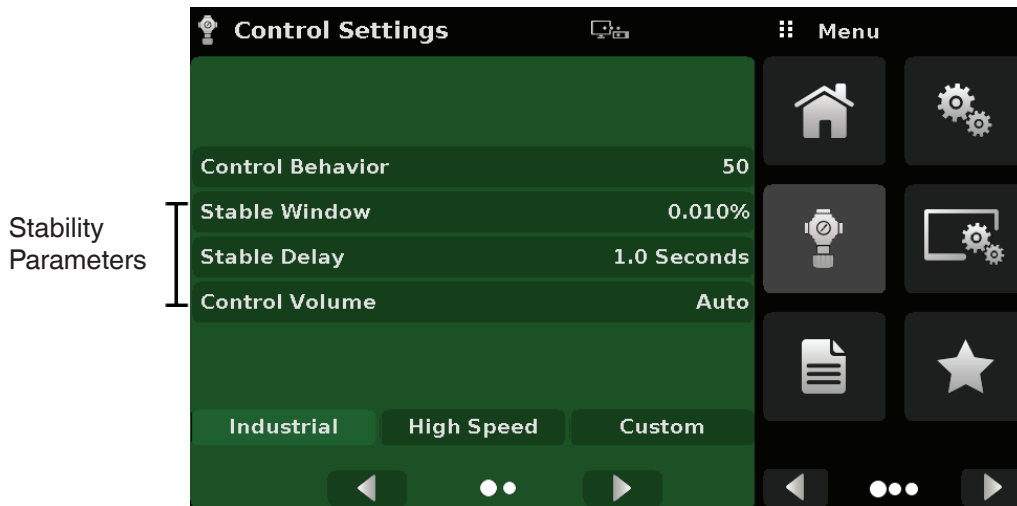 Control Settings
Menu
Control Behavior 50
Stability Parameters
Stable Window 0.010%
Stable Delay 1.0 Seconds
Control Volume Auto
Industrial High Speed Custom